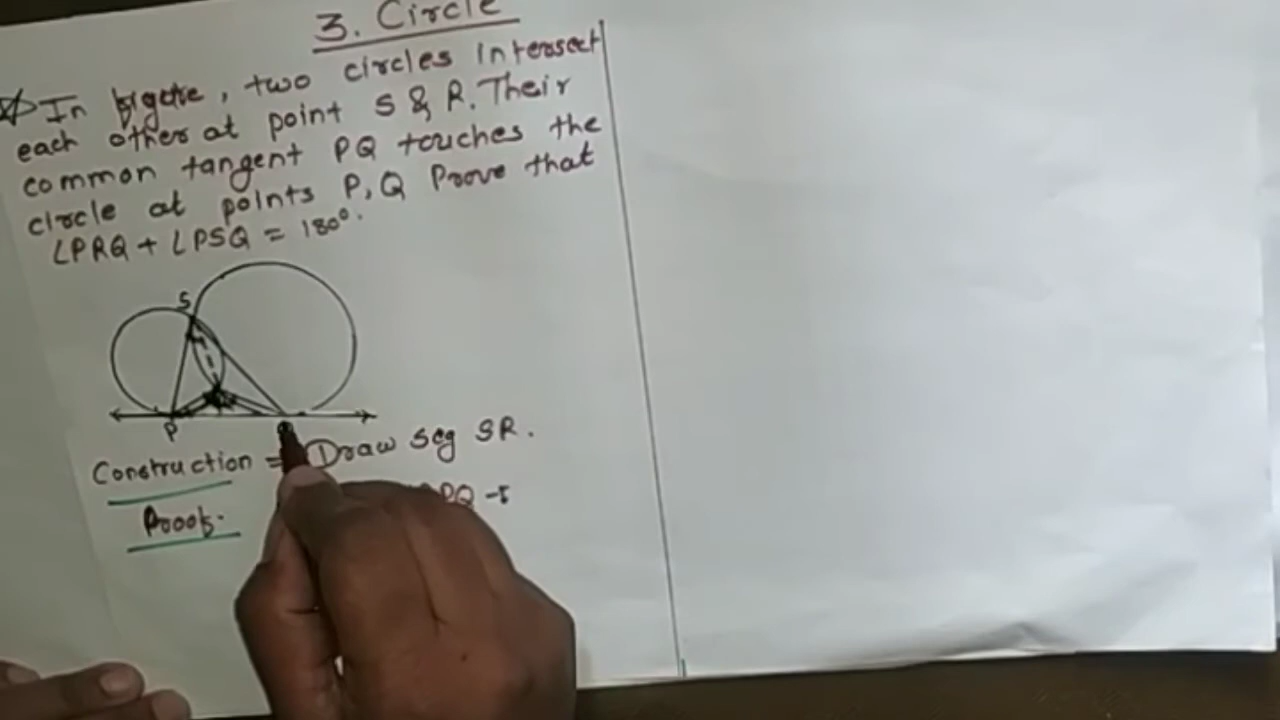 3. Circle
In figure, two circles Intersect
each other at point S & R. Their
common tangent PQ touches the
circle at points P, Q Prove that
∠PRQ + ∠PSQ = 180°.
S
P
Construction = ① Draw seg SR.
Proof: